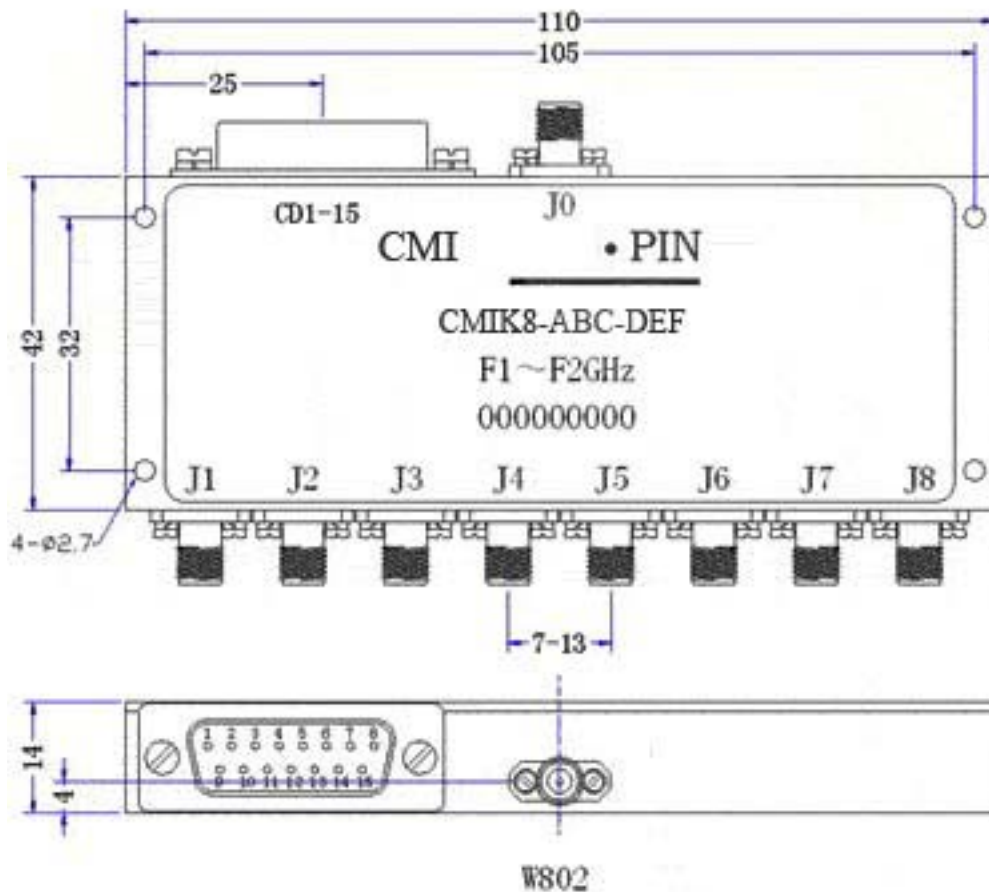 110
105
25
CD1-15
J0
CMI • PIN
CMIK8-ABC-DEF
F1~F2GHz
000000000
42
32
J1 J2 J3 J4 J5 J6 J7 J8
4-ø2.7
7-13
1 2 3 4 5 6 7 8
9 10 11 12 13 14 15
14
4
W802